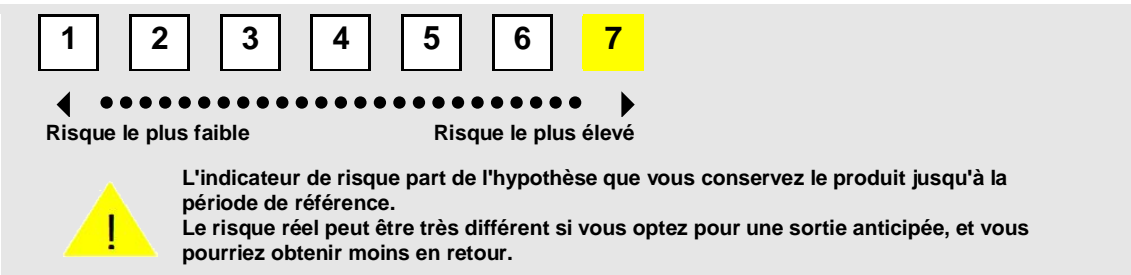 1 2 3 4 5 6 7
Risque le plus faible Risque le plus élevé
L'indicateur de risque part de l'hypothèse que vous conservez le produit jusqu'à la
période de référence.
! Le risque réel peut être très différent si vous optez pour une sortie anticipée, et vous
pourriez obtenir moins en retour.